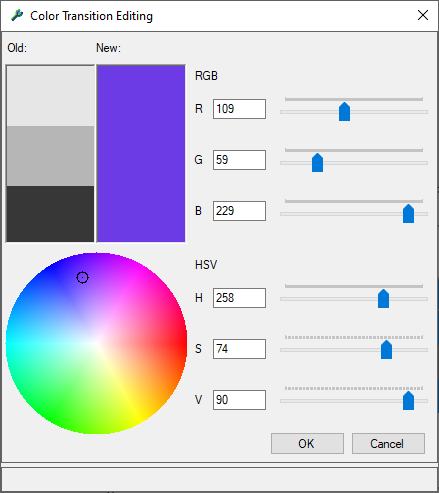 Color Transition Editing
Old: New:
RGB
R 109
G 59
B 229
HSV
H 258
S 74
V 90
OK Cancel